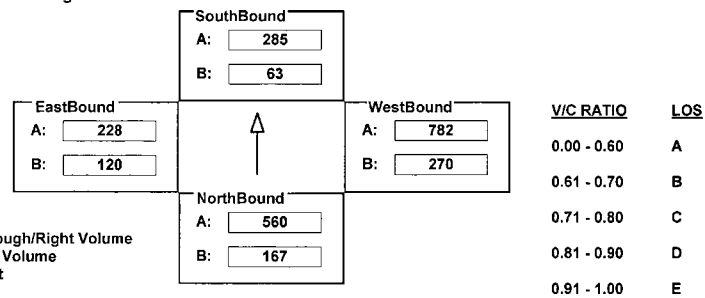 SouthBound
A: 285
B: 63
EastBound
A: 228
B: 120
WestBound
A: 782
B: 270
NorthBound
A: 560
B: 167
V/C RATIO LOS
0.00 - 0.60 A
0.61 - 0.70 B
0.71 - 0.80 C
0.81 - 0.90 D
0.91 - 1.00 E
ough/Right Volume
Volume